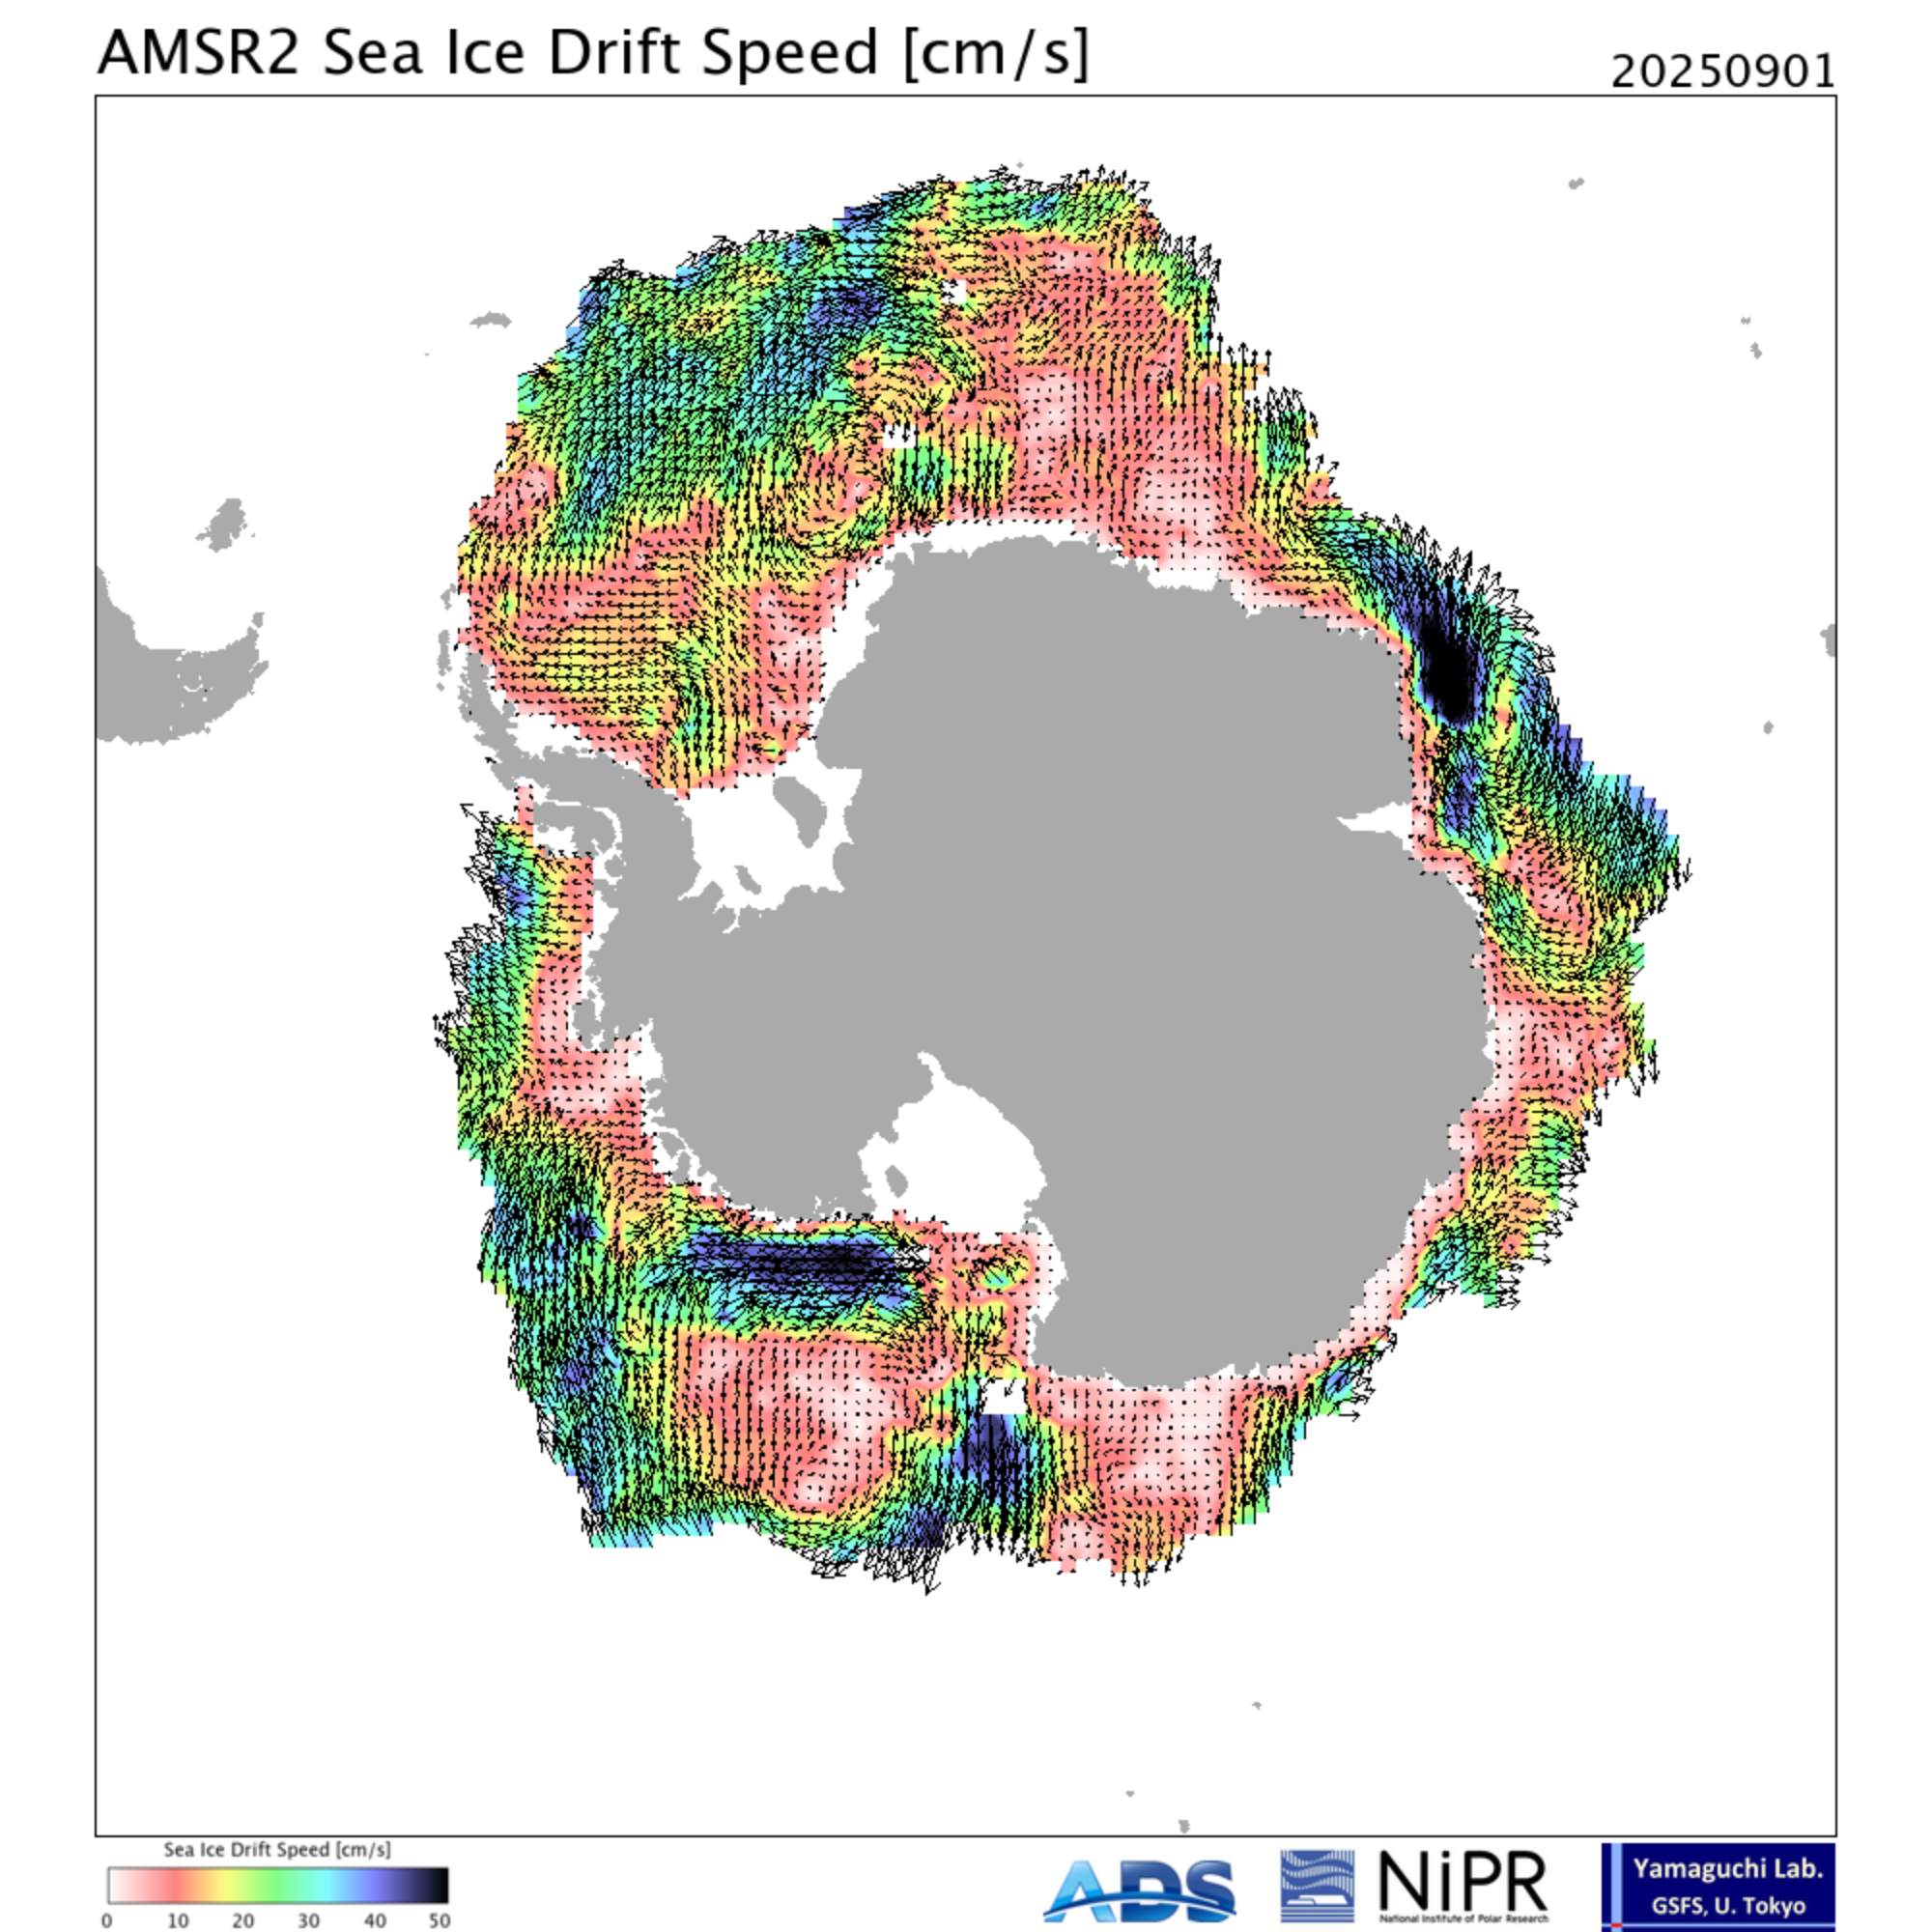 AMSR2 Sea Ice Drift Speed [cm/s]
20250901
Sea Ice Drift Speed [cm/s]
0 10 20 30 40 50
ADS
NiPR
National Institute of Polar Research
Yamaguchi Lab.
GSFS, U. Tokyo